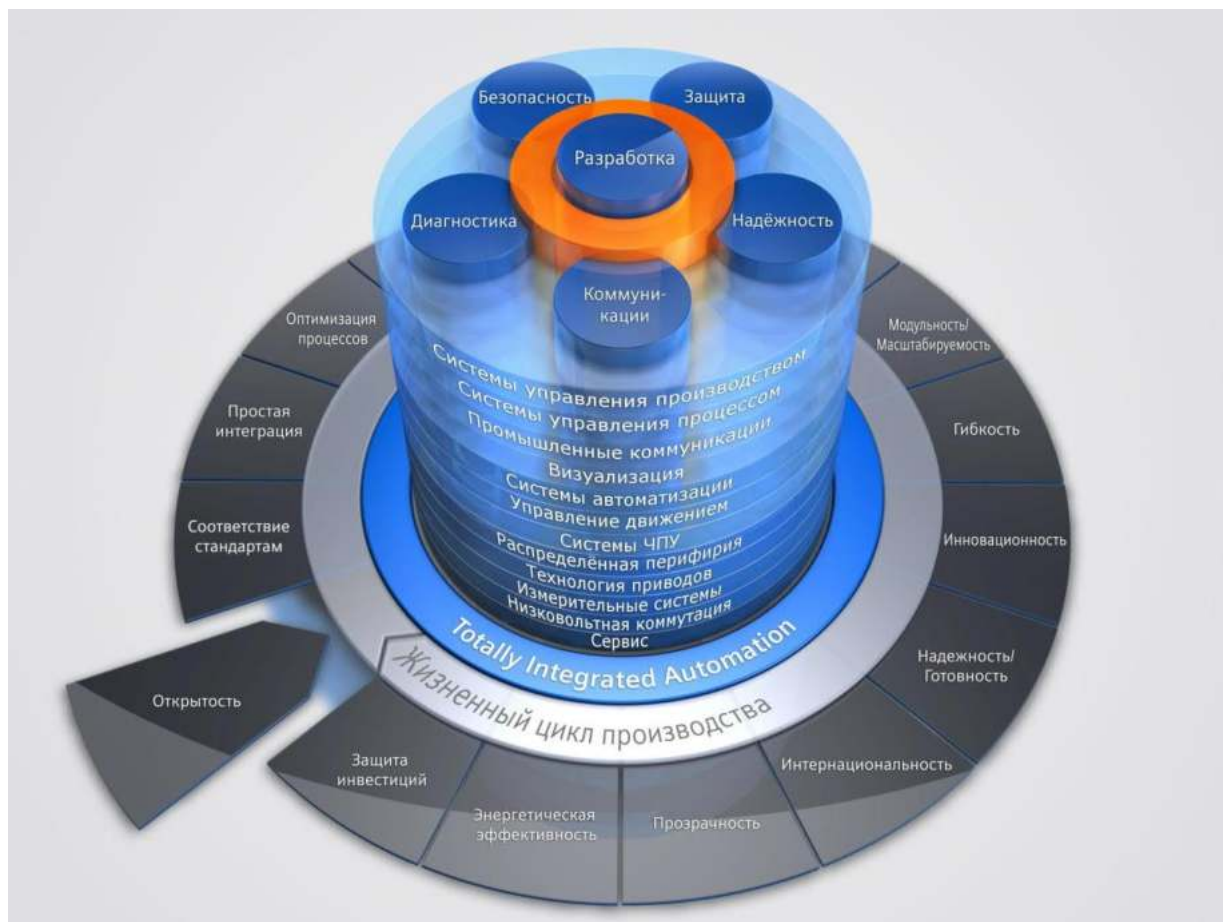 Безопасность
Защита
Разработка
Диагностика
Надёжность
Коммуни-
кации
Системы управления производством
Системы управления процессом
Промышленные коммуникации
Визуализация
Системы автоматизации
Управление движением
Системы ЧПУ
Распределённая перифирия
Технология приводов
Измерительные системы
Низковольтная коммутация
Сервис
Totally Integrated Automation
Жизненный цикл производства
Оптимизация
процессов
Простая
интеграция
Соответствие
стандартам
Открытость
Защита
инвестиций
Энергетическая
эффективность
Прозрачность
Интернациональность
Надежность/
Готовность
Инновационность
Гибкость
Модульность/
Масштабируемость